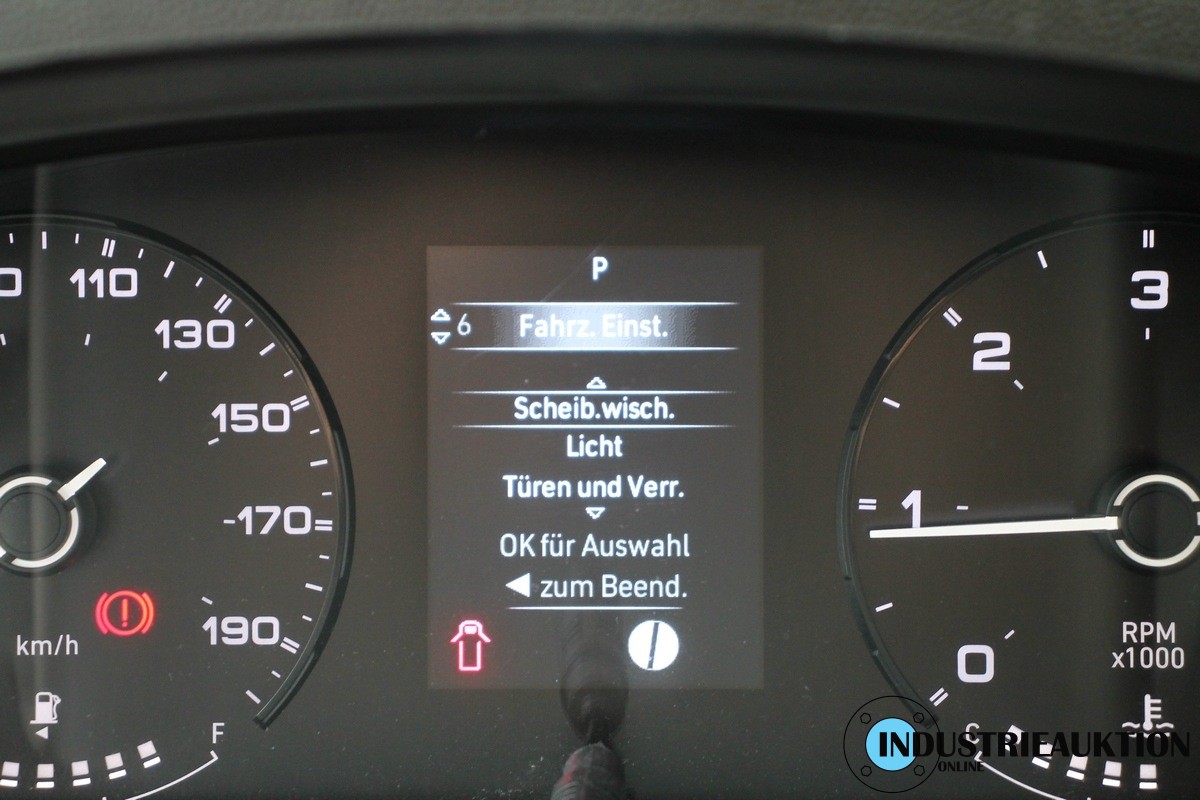 P
6 Fahrz. Einst.
Scheib.wisch.
Licht
Türen und Verr.
OK für Auswahl
zum Beend.
110
130
150
170
190
km/h
F
3
2
1
0
RPM
x1000
C
INDUSTRIEAUKTION
ONLINE